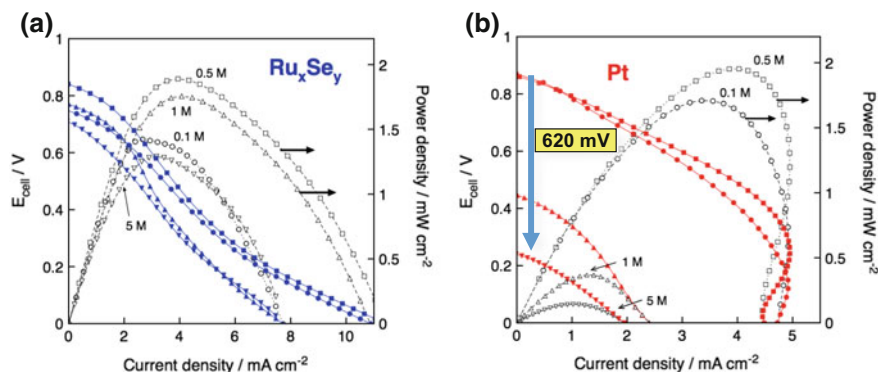 (a)
Ru_xSe_y
0.5 M
1 M
0.1 M
5 M
E_cell / V
1
0.8
0.6
0.4
0.2
0
0 2 4 6 8 10
Current density / mA cm⁻²
2
1.5
1
0.5
0
Power density / mW cm⁻²
(b)
Pt
0.5 M
0.1 M
620 mV
1 M
5 M
E_cell / V
1
0.8
0.6
0.4
0.2
0
0 1 2 3 4 5
Current density / mA cm⁻²
2
1.5
1
0.5
0
Power density / mW cm⁻²